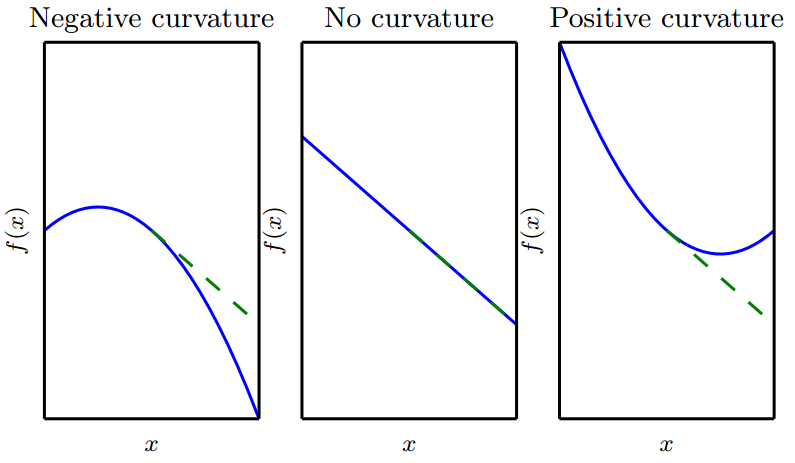 Negative curvature
No curvature
Positive curvature
f(x)
f(x)
f(x)
x
x
x